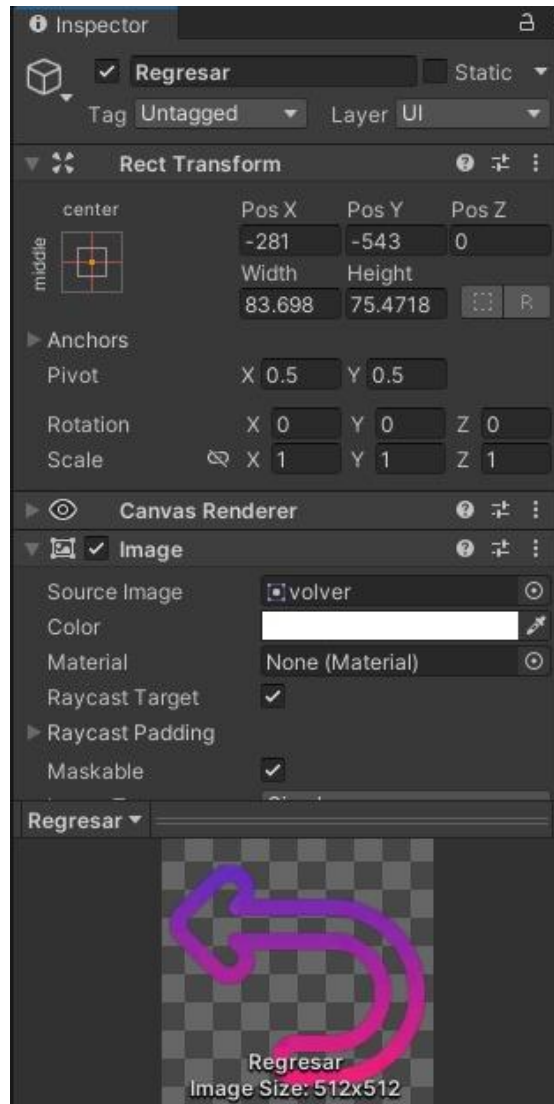 Inspector
Regresar Static
Tag Untagged Layer UI
Rect Transform
center Pos X Pos Y Pos Z
middle -281 -543 0
Width Height
83.698 75.4718 R
Anchors
Pivot X 0.5 Y 0.5
Rotation X 0 Y 0 Z 0
Scale X 1 Y 1 Z 1
Canvas Renderer
Image
Source Image volver
Color
Material None (Material)
Raycast Target
Raycast Padding
Maskable
Regresar
Regresar
Image Size: 512x512